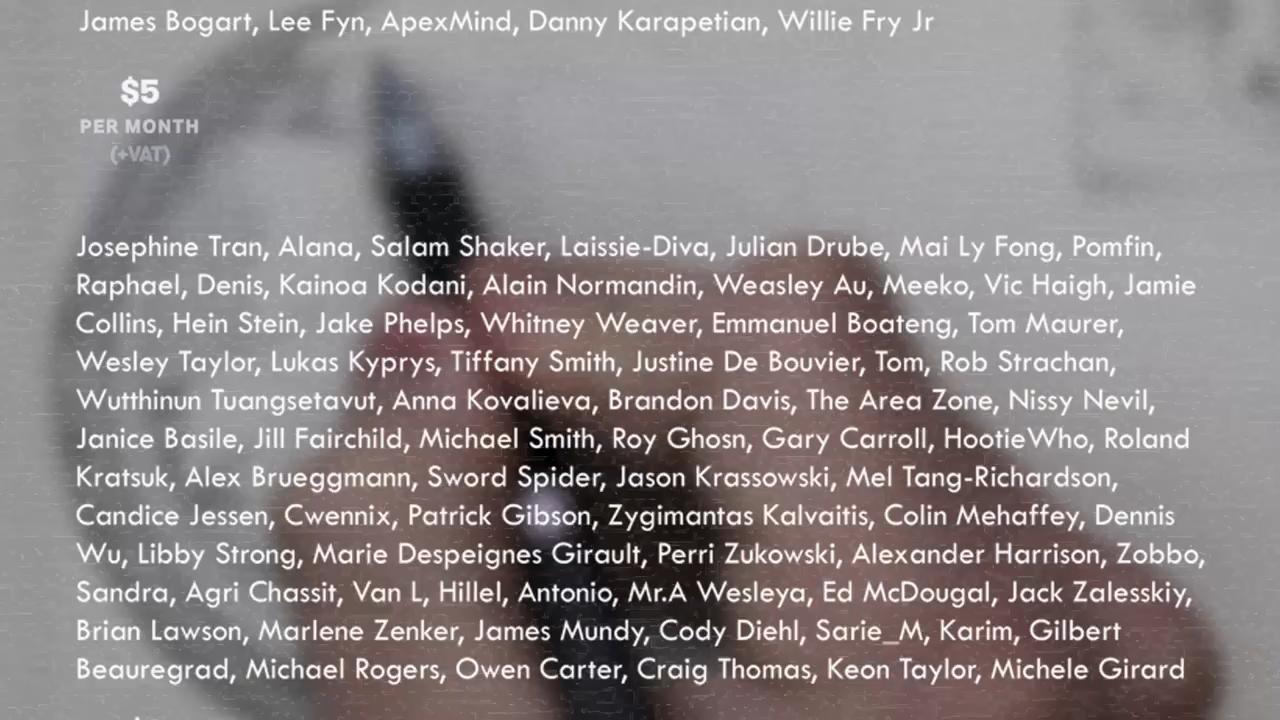 James Bogart, Lee Fyn, ApexMind, Danny Karapetian, Willie Fry Jr
$5
PER MONTH
(+VAT)
Josephine Tran, Alana, Salam Shaker, Laissie-Diva, Julian Drube, Mai Ly Fong, Pomfin,
Raphael, Denis, Kainoa Kodani, Alain Normandin, Weasley Au, Meeko, Vic Haigh, Jamie
Collins, Hein Stein, Jake Phelps, Whitney Weaver, Emmanuel Boateng, Tom Maurer,
Wesley Taylor, Lukas Kyprys, Tiffany Smith, Justine De Bouvier, Tom, Rob Strachan,
Wutthinun Tuangsetavut, Anna Kovalieva, Brandon Davis, The Area Zone, Nissy Nevil,
Janice Basile, Jill Fairchild, Michael Smith, Roy Ghosn, Gary Carroll, HootieWho, Roland
Kratsuk, Alex Brueggmann, Sword Spider, Jason Krassowski, Mel Tang-Richardson,
Candice Jessen, Cwennix, Patrick Gibson, Zygimantas Kalvaitis, Colin Mehaffey, Dennis
Wu, Libby Strong, Marie Despeignes Girault, Perri Zukowski, Alexander Harrison, Zobbo,
Sandra, Agri Chassit, Van L, Hillel, Antonio, Mr.A Wesleya, Ed McDougal, Jack Zalesskiy,
Brian Lawson, Marlene Zenker, James Mundy, Cody Diehl, Sarie_M, Karim, Gilbert
Beauregrad, Michael Rogers, Owen Carter, Craig Thomas, Keon Taylor, Michele Girard